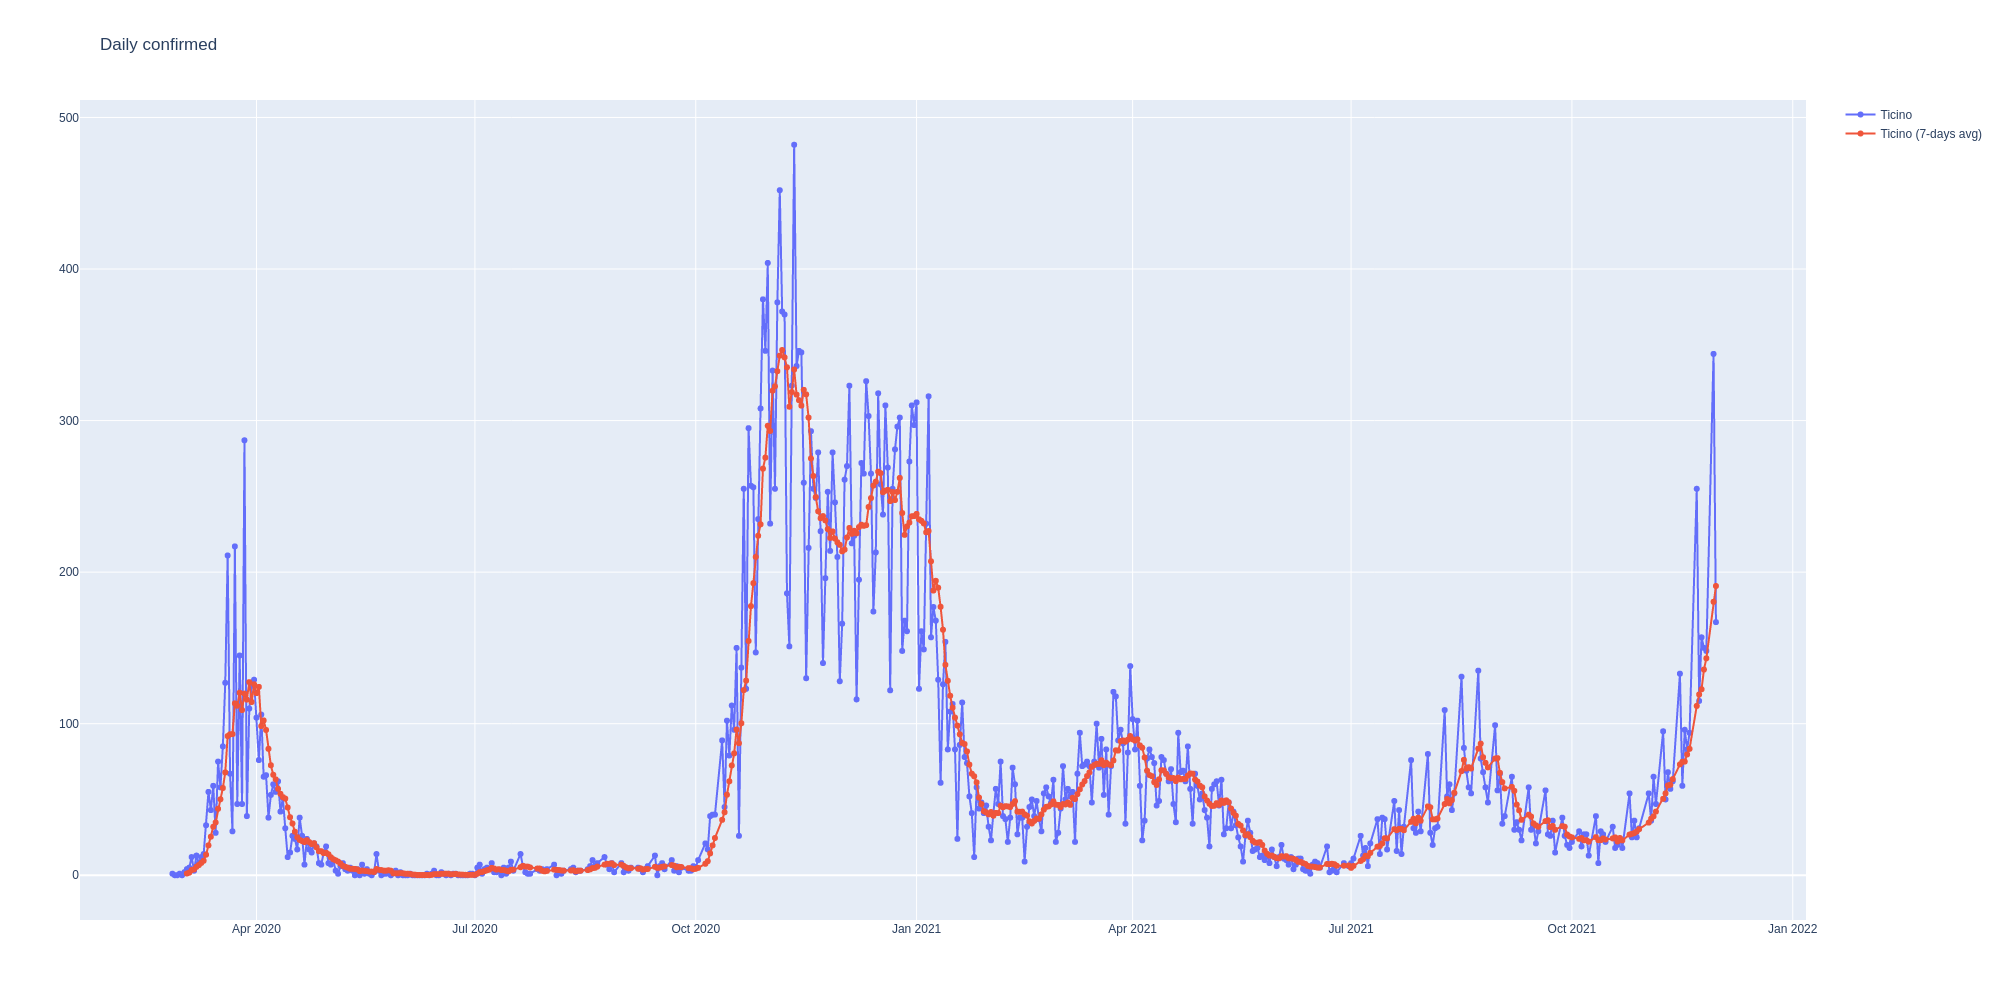 Daily confirmed
500
400
300
200
100
0
Apr 2020
Jul 2020
Oct 2020
Jan 2021
Apr 2021
Jul 2021
Oct 2021
Jan 2022
Ticino
Ticino (7-days avg)